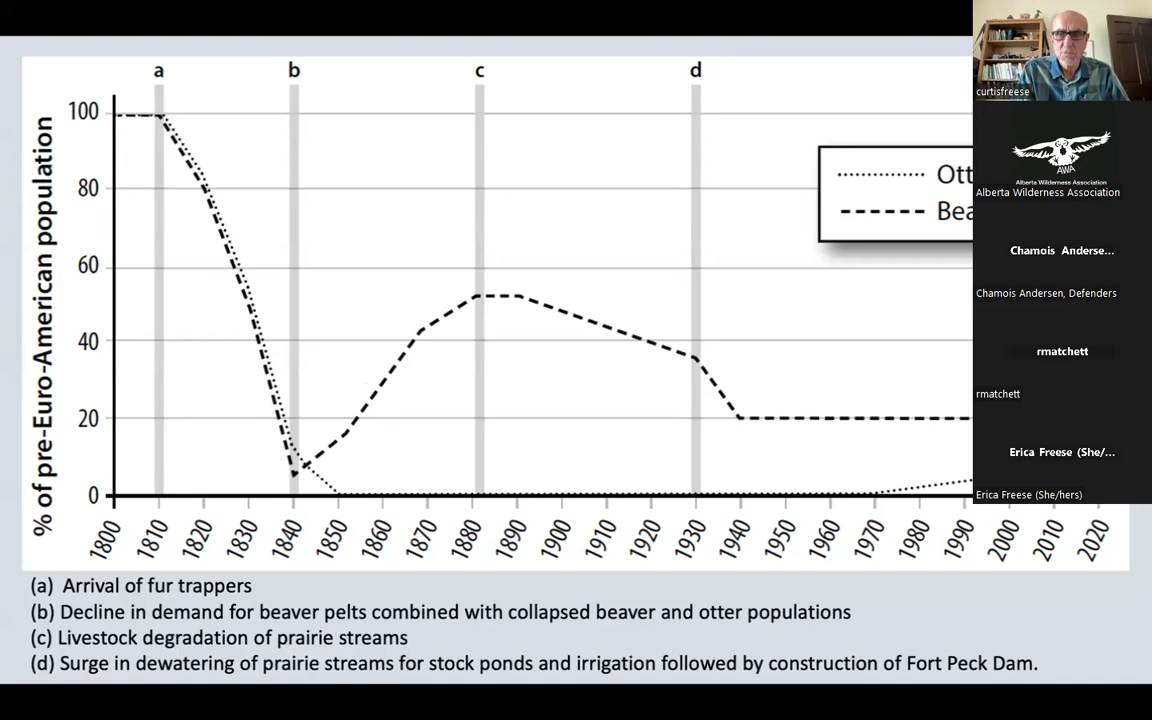 a b c d
% of pre-Euro-American population
100
80
60
40
20
0
Ott
Bea
1800 1810 1820 1830 1840 1850 1860 1870 1880 1890 1900 1910 1920 1930 1940 1950 1960 1970 1980 1990 2000 2010 2020
(a) Arrival of fur trappers
(b) Decline in demand for beaver pelts combined with collapsed beaver and otter populations
(c) Livestock degradation of prairie streams
(d) Surge in dewatering of prairie streams for stock ponds and irrigation followed by construction of Fort Peck Dam.
curtisfreese
AWA
Alberta Wilderness Association
Alberta Wilderness Association
Chamois Anderse...
Chamois Andersen, Defenders
rmatchett
rmatchett
Erica Freese (She/...
Erica Freese (She/hers)